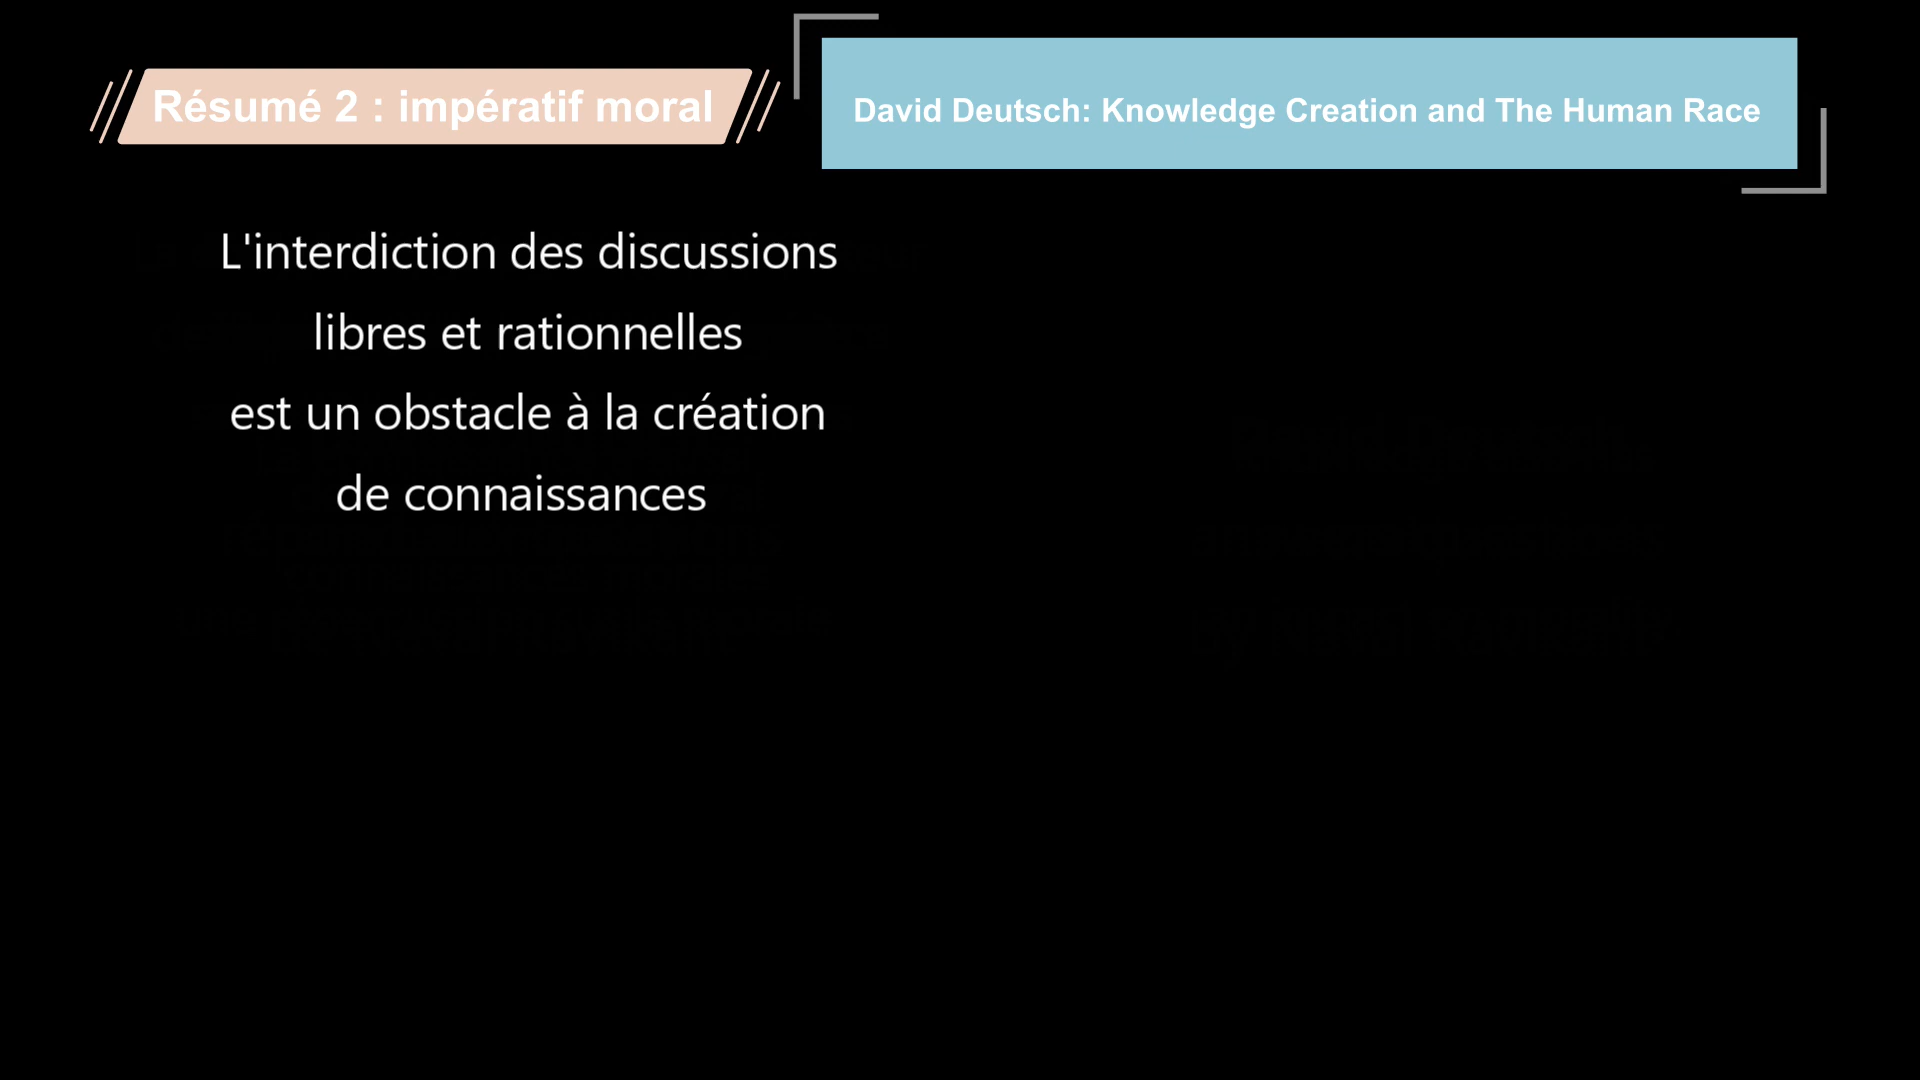 Résumé 2 : impératif moral
David Deutsch: Knowledge Creation and The Human Race
L'interdiction des discussions
libres et rationnelles
est un obstacle à la création
de connaissances